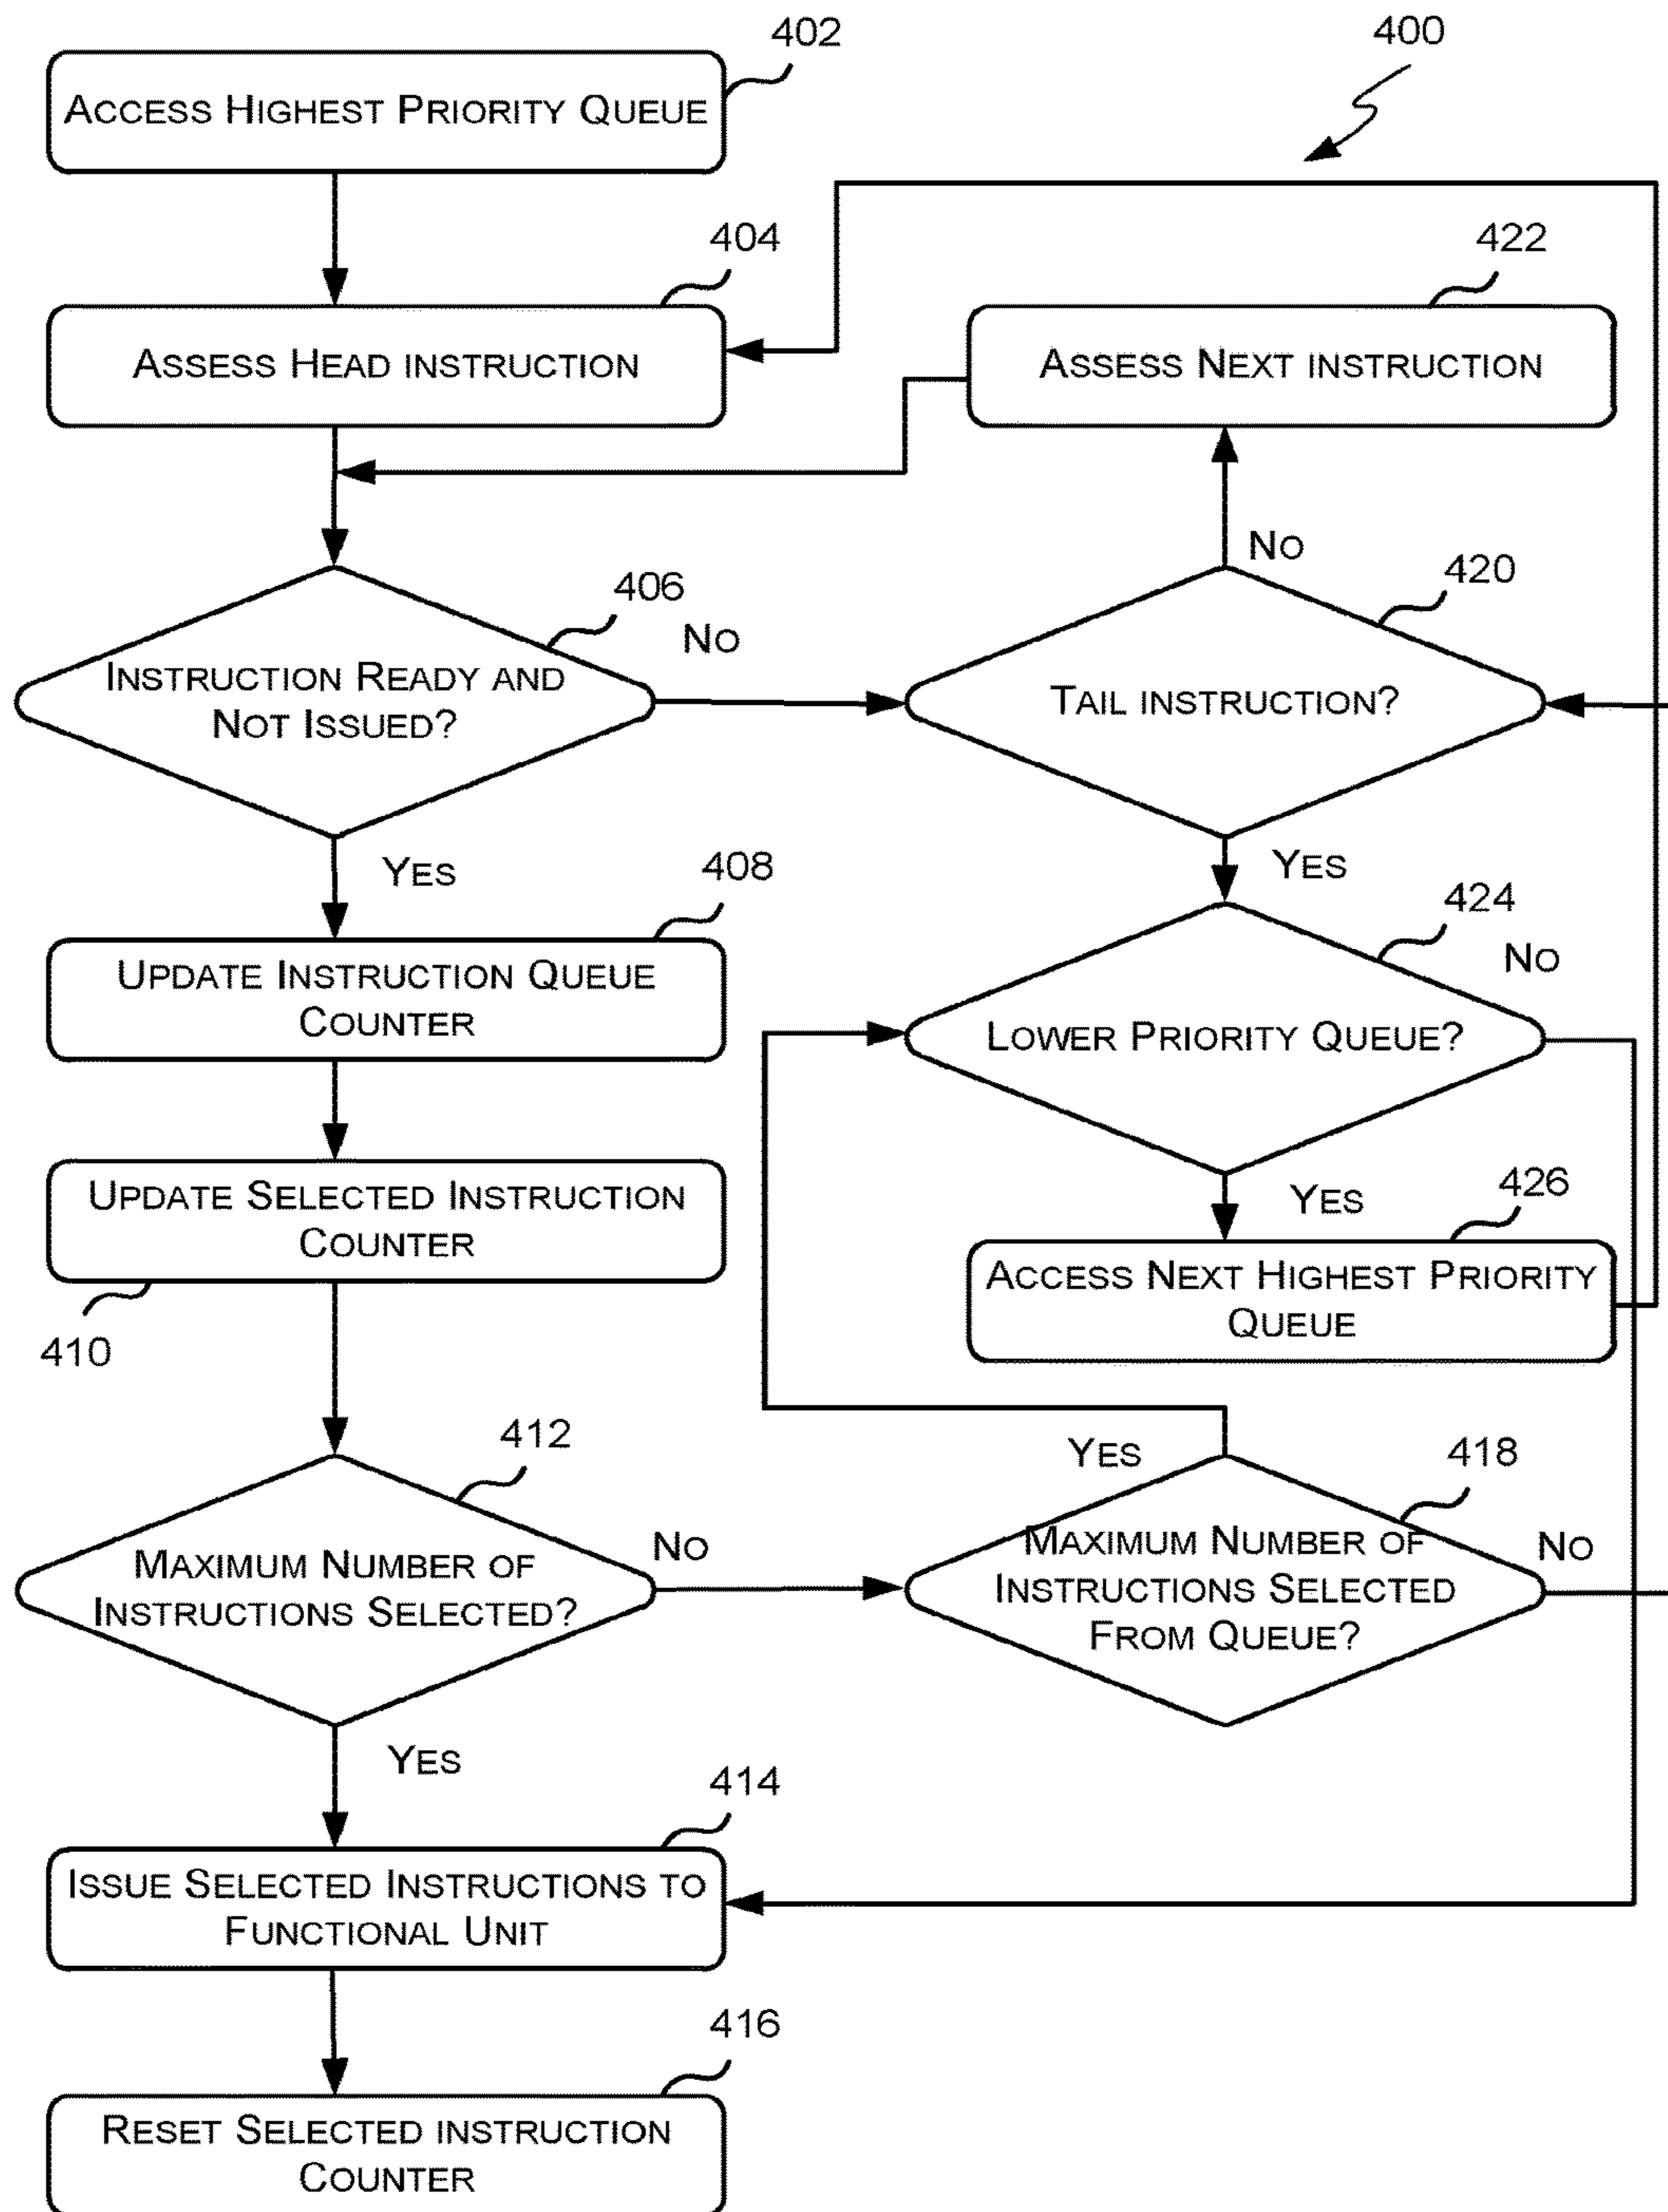 402
400
ACCESS HIGHEST PRIORITY QUEUE
404
422
ASSESS HEAD INSTRUCTION
ASSESS NEXT INSTRUCTION
NO
406
420
NO
INSTRUCTION READY AND
NOT ISSUED?
TAIL INSTRUCTION?
YES
YES
408
424
NO
UPDATE INSTRUCTION QUEUE
COUNTER
LOWER PRIORITY QUEUE?
YES
426
UPDATE SELECTED INSTRUCTION
COUNTER
410
ACCESS NEXT HIGHEST PRIORITY
QUEUE
412
YES
418
NO
NO
MAXIMUM NUMBER OF
INSTRUCTIONS SELECTED?
MAXIMUM NUMBER OF
INSTRUCTIONS SELECTED
FROM QUEUE?
YES
414
ISSUE SELECTED INSTRUCTIONS TO
FUNCTIONAL UNIT
416
RESET SELECTED INSTRUCTION
COUNTER